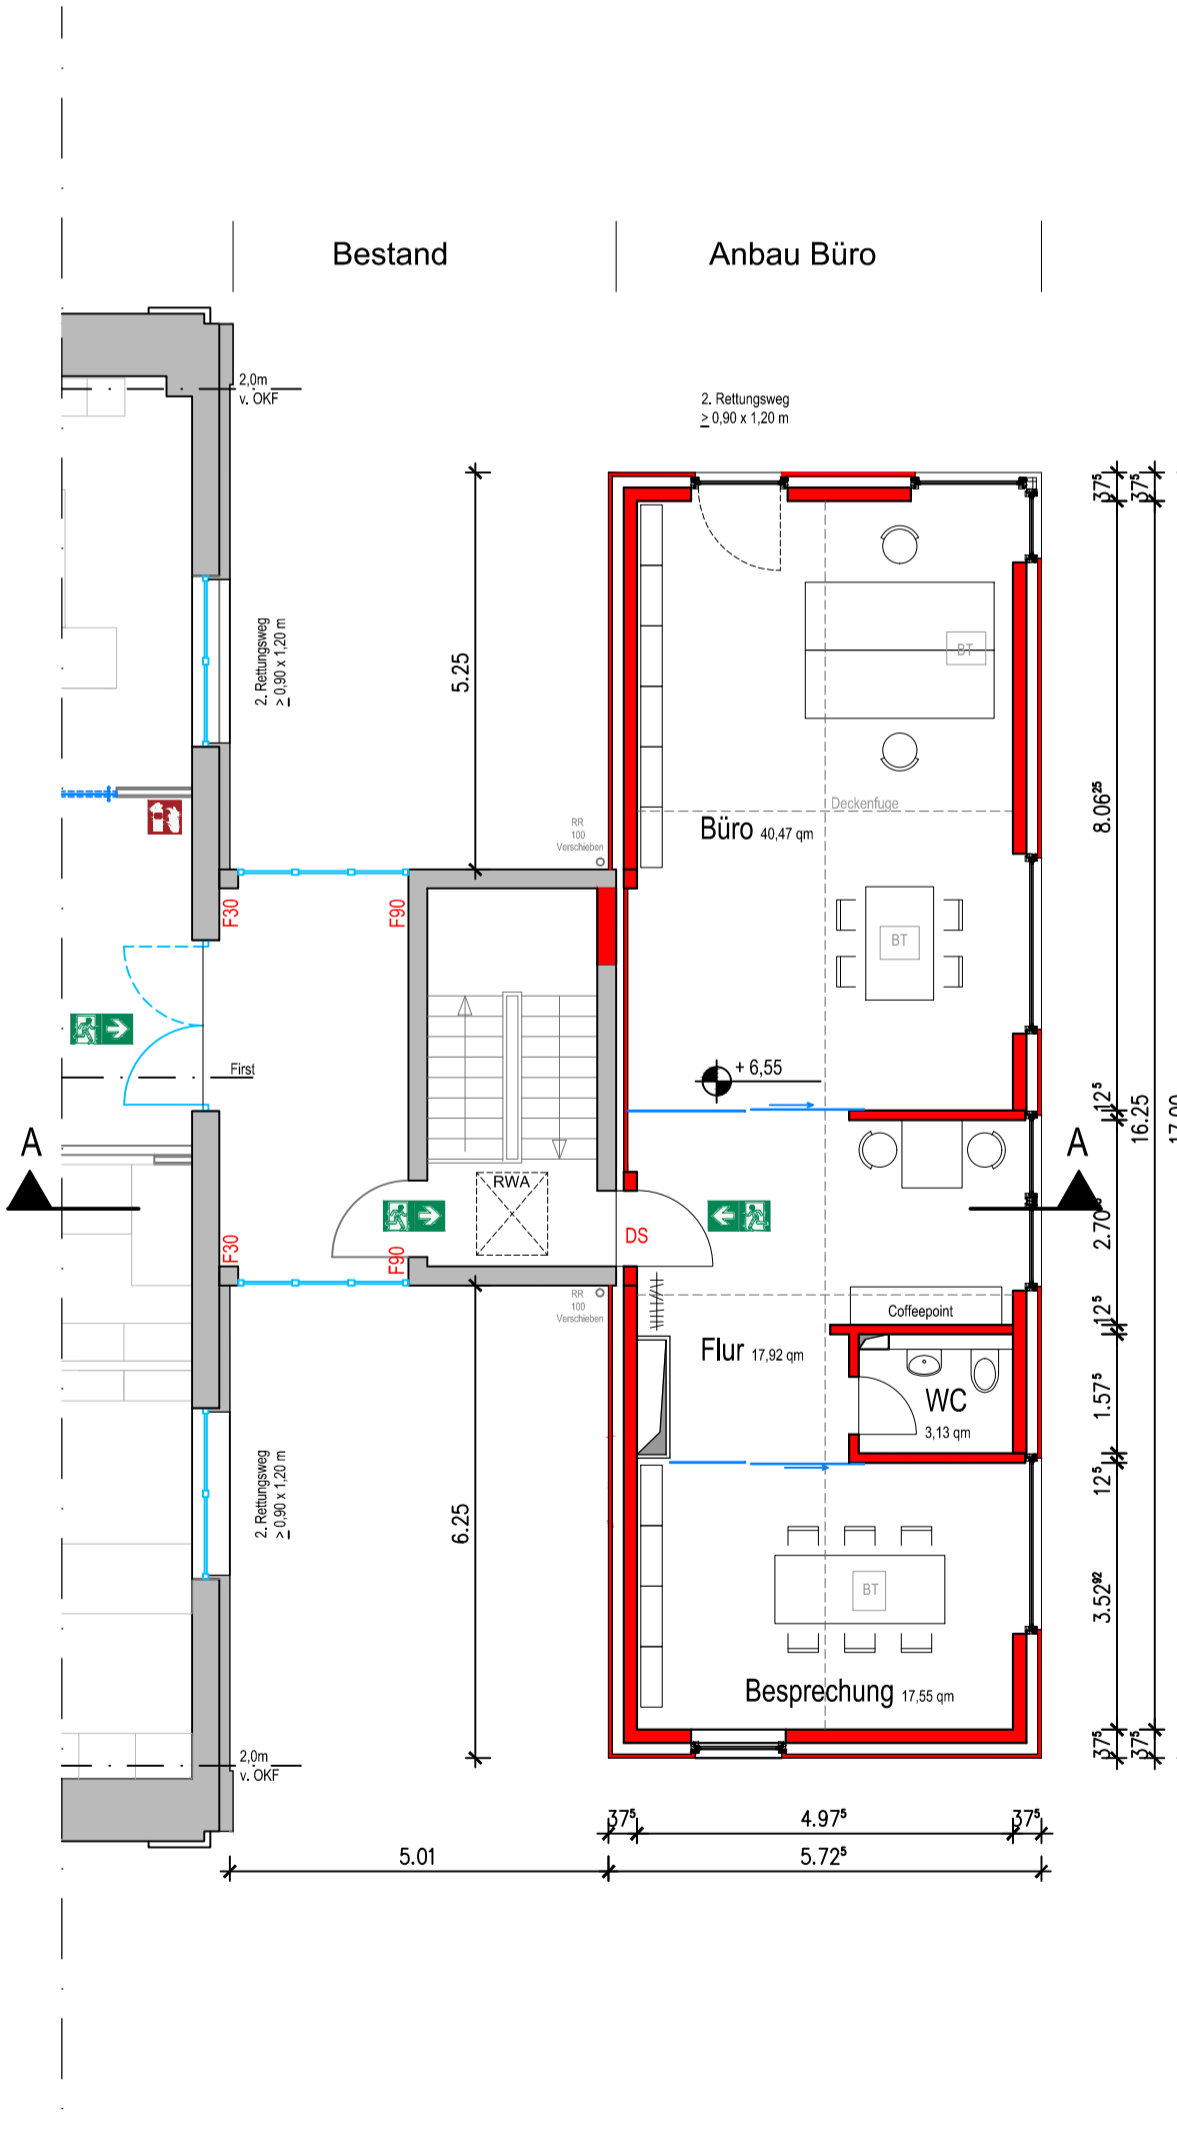 Bestand
Anbau Büro
2,0m
v. OKF
2. Rettungsweg
≥ 0,90 x 1,20 m
37⁵
37⁵
2. Rettungsweg
≥ 0,90 x 1,20 m
5.25
BT
8.06²⁵
Deckenfuge
Büro 40,47 qm
RR
100
Verschieben
F30
F90
BT
First
+ 6,55
12⁵
16.25
17.00
A
A
RWA
DS
2.70⁸
F30
F90
RR
100
Verschieben
Coffeepoint
12⁵
Flur 17,92 qm
WC
3,13 qm
1.57⁵
2. Rettungsweg
≥ 0,90 x 1,20 m
6.25
12⁵
BT
3.52⁹²
Besprechung 17,55 qm
2,0m
v. OKF
37⁵
37⁵
37⁵
4.97⁵
37⁵
5.01
5.72⁵